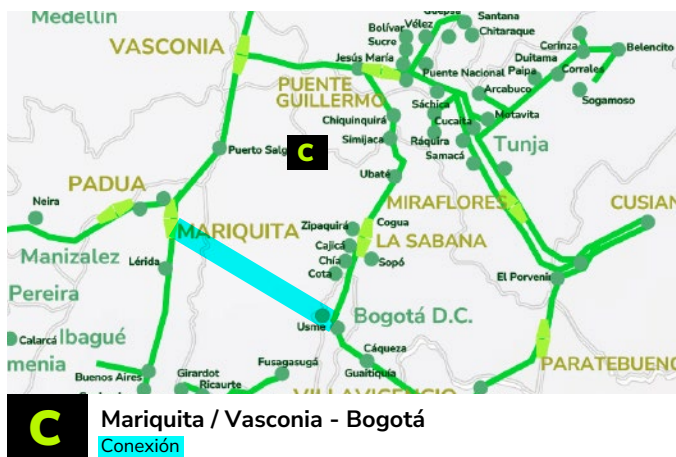 Medellín
Santana
Bolívar Vélez
Chitaraque
Sucre
Cerinza
Duitama
Belencito
VASCONIA
Jesús María
Puente Nacional
Paipa
Corrales
PUENTE
GUILLERMO
Arcabuco
Sogamoso
Sáchica
Chiquinquirá
Cucaita
Motavita
Simijaca
Ráquira
Tunja
Puerto Salg
C
Samacá
Ubaté
PADUA
MIRAFLORES
CUSIAN
Neira
Zipaquirá
Cogua
MARIQUITA
LA SABANA
Cajicá
Manizalez
Lérida
Chía
Sopó
Cota
El Porvenir
Pereira
Bogotá D.C.
Usme
Calarcá
Ibagué
menia
Cáqueza
Fusagasugá
Guaitiquía
PARATEBUENO
Buenos Aires
Girardot
Ricaurte
VILLAVICENCIO
C
Mariquita / Vasconia - Bogotá
Conexión